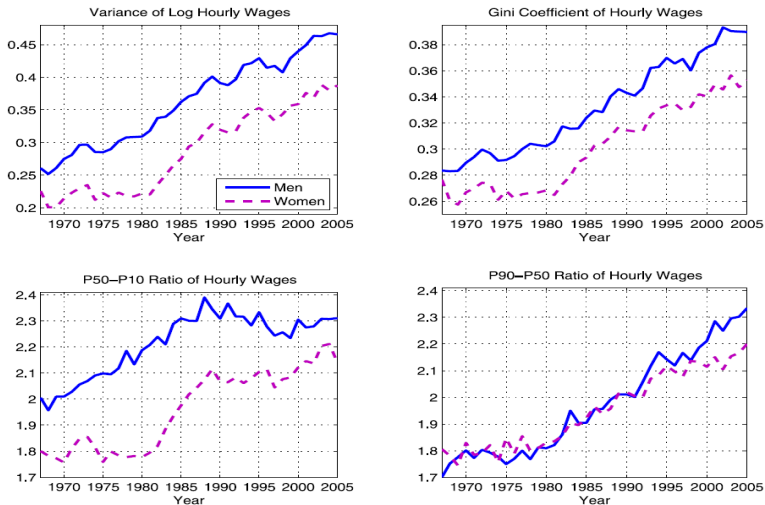 Variance of Log Hourly Wages
0.45
0.4
0.35
0.3
0.25
0.2
Men
Women
1970 1975 1980 1985 1990 1995 2000 2005
Year
Gini Coefficient of Hourly Wages
0.38
0.36
0.34
0.32
0.3
0.28
0.26
1970 1975 1980 1985 1990 1995 2000 2005
Year
P50–P10 Ratio of Hourly Wages
2.4
2.3
2.2
2.1
2
1.9
1.8
1.7
1970 1975 1980 1985 1990 1995 2000 2005
Year
P90–P50 Ratio of Hourly Wages
2.4
2.3
2.2
2.1
2
1.9
1.8
1.7
1970 1975 1980 1985 1990 1995 2000 2005
Year